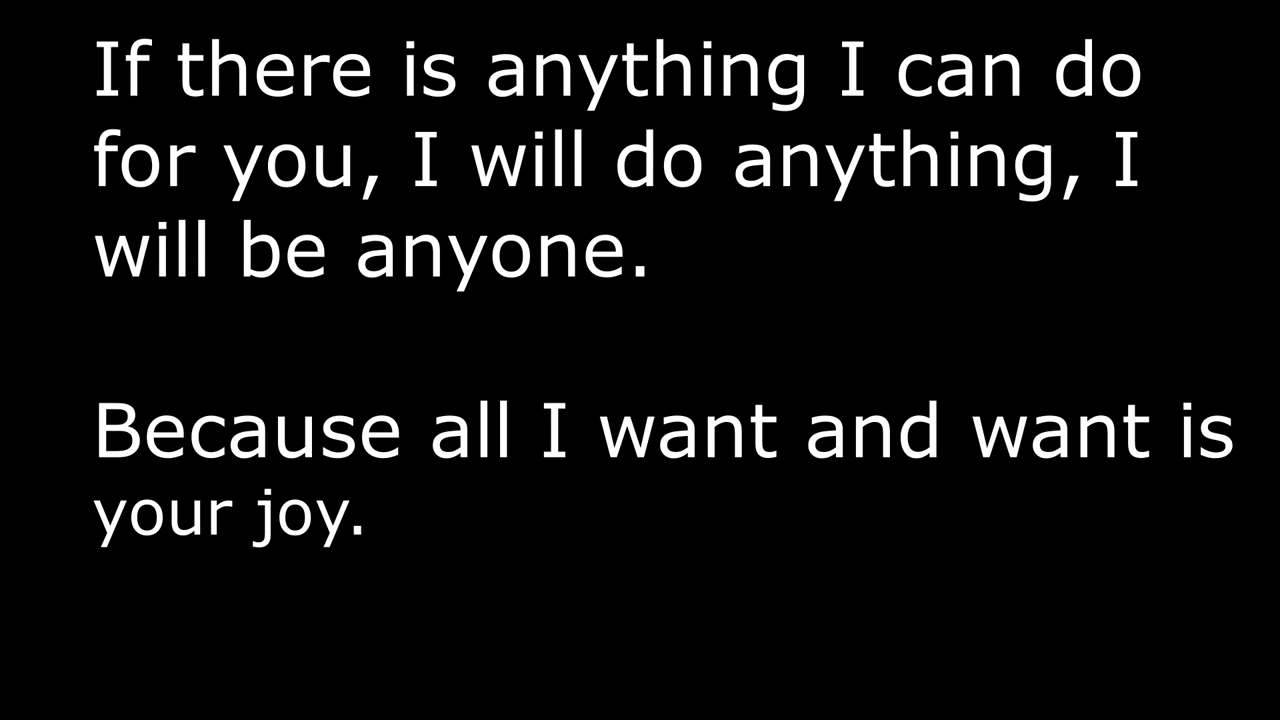 If there is anything I can do
for you, I will do anything, I
will be anyone.
Because all I want and want is
your joy.